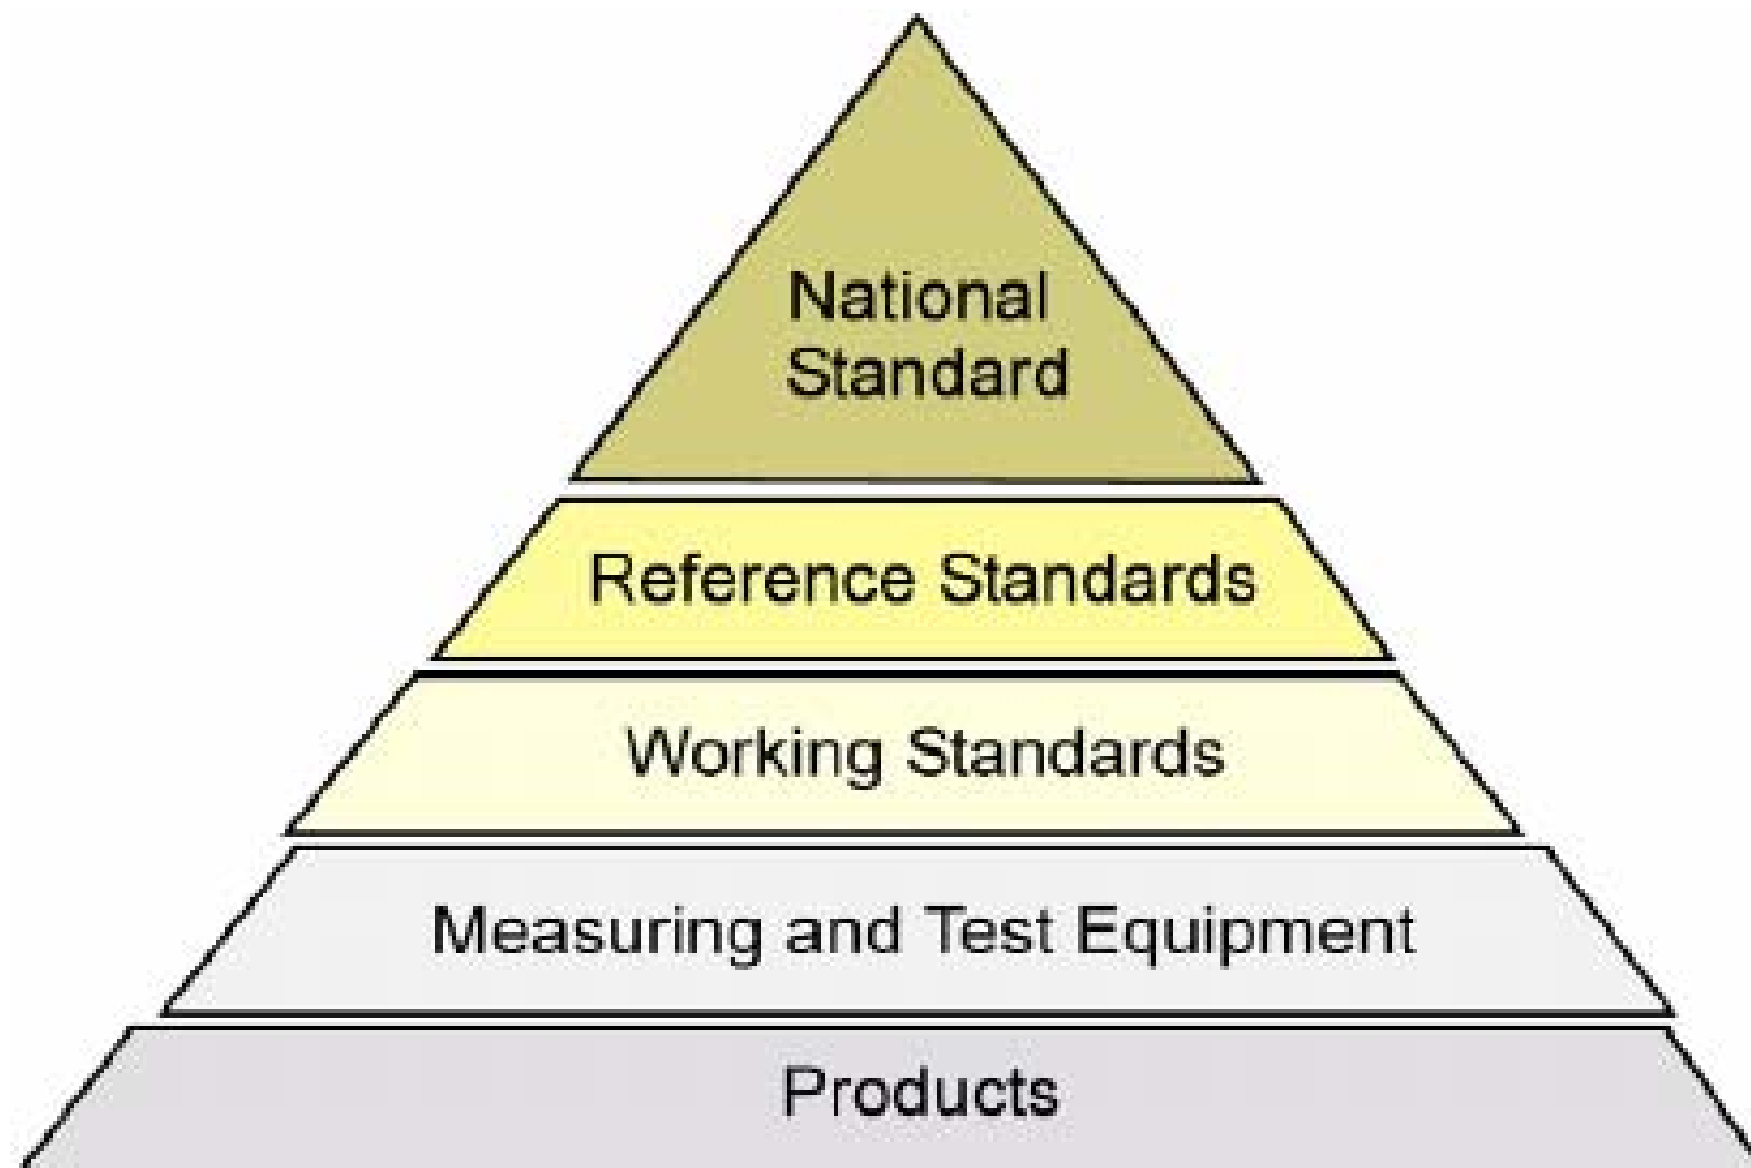 National
Standard
Reference Standards
Working Standards
Measuring and Test Equipment
Products